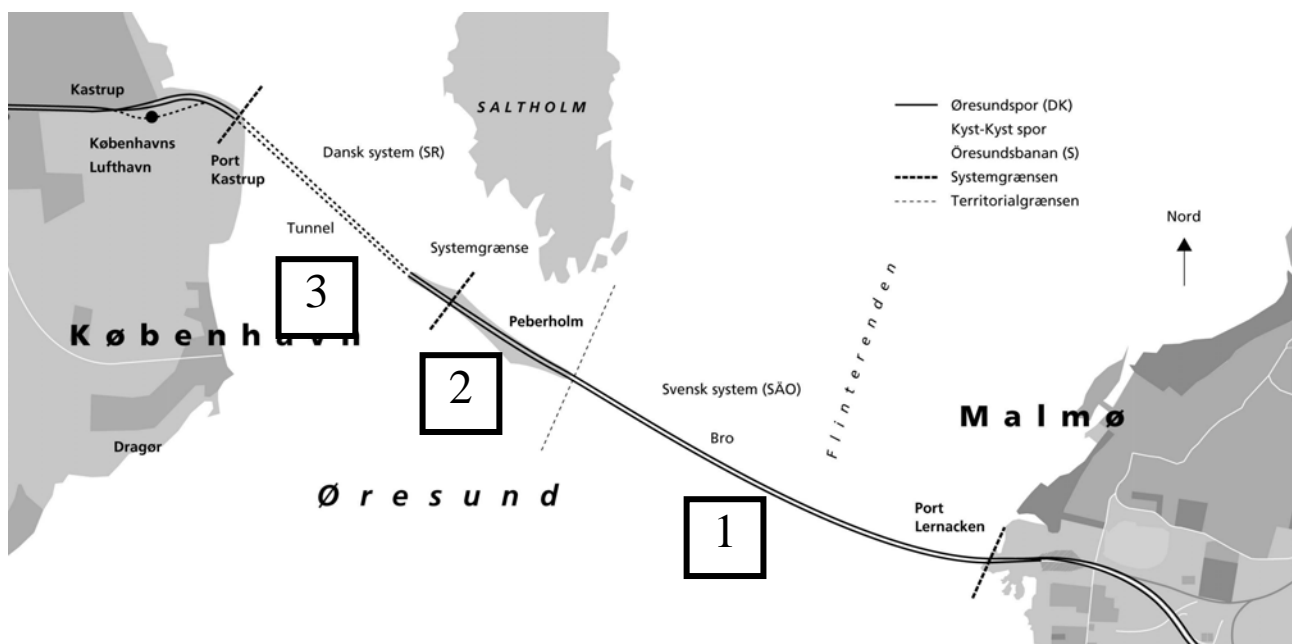 Kastrup
Københavns
Lufthavn
Port
Kastrup
Tunnel
Dansk system (SR)
SALTHOLM
Systemgrænse
3
København
Peberholm
2
Dragør
Øresund
Svensk system (SÄO)
Bro
1
Flinterenden
Malmø
Port
Lernacken
Øresundspor (DK)
Kyst-Kyst spor
Öresundsbanan (S)
Systemgrænsen
Territorialgrænsen
Nord